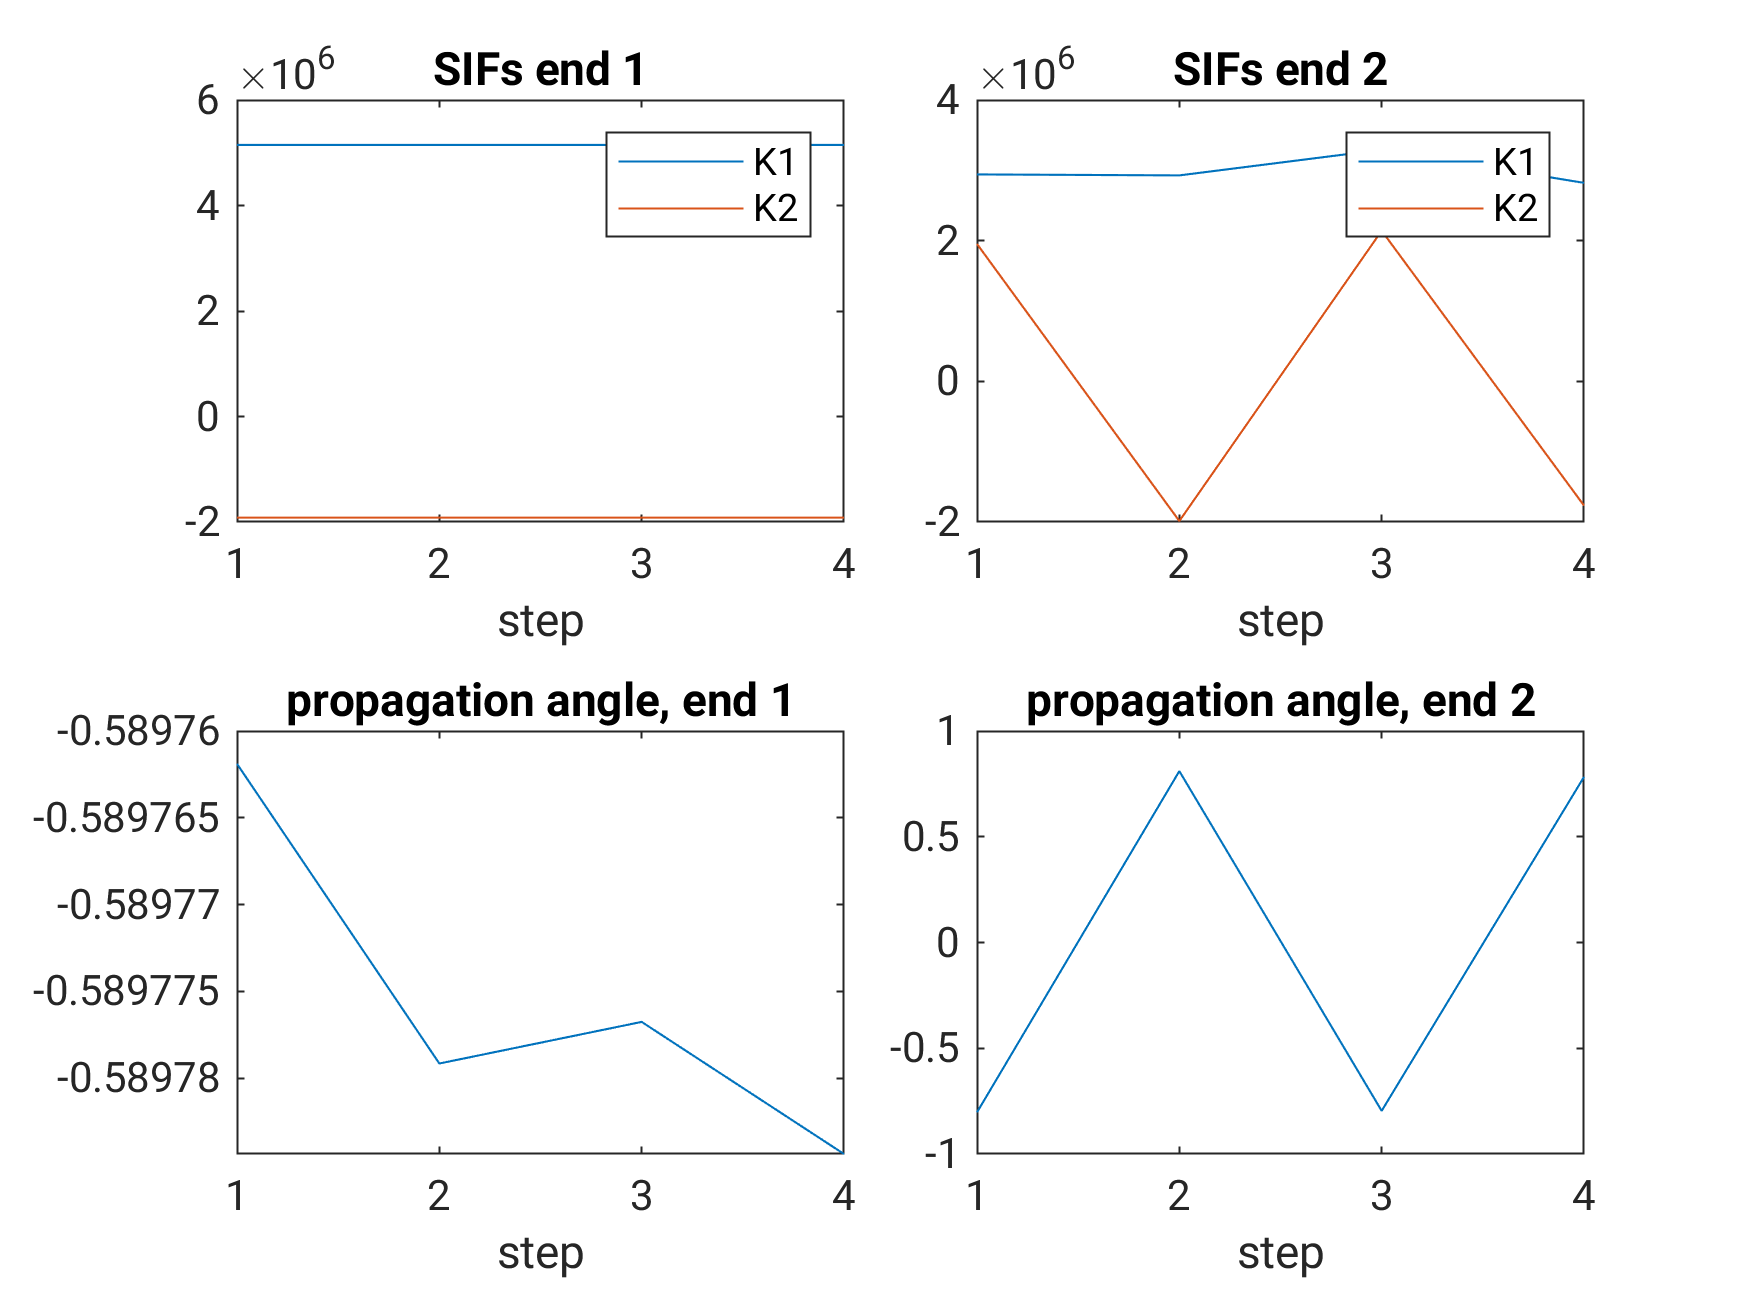 SIFs end 1
×10^6
6
4
2
0
-2
1 2 3 4
step
K1
K2
SIFs end 2
×10^6
4
2
0
-2
1 2 3 4
step
K1
K2
propagation angle, end 1
-0.58976
-0.589765
-0.58977
-0.589775
-0.58978
1 2 3 4
step
propagation angle, end 2
1
0.5
0
-0.5
-1
1 2 3 4
step